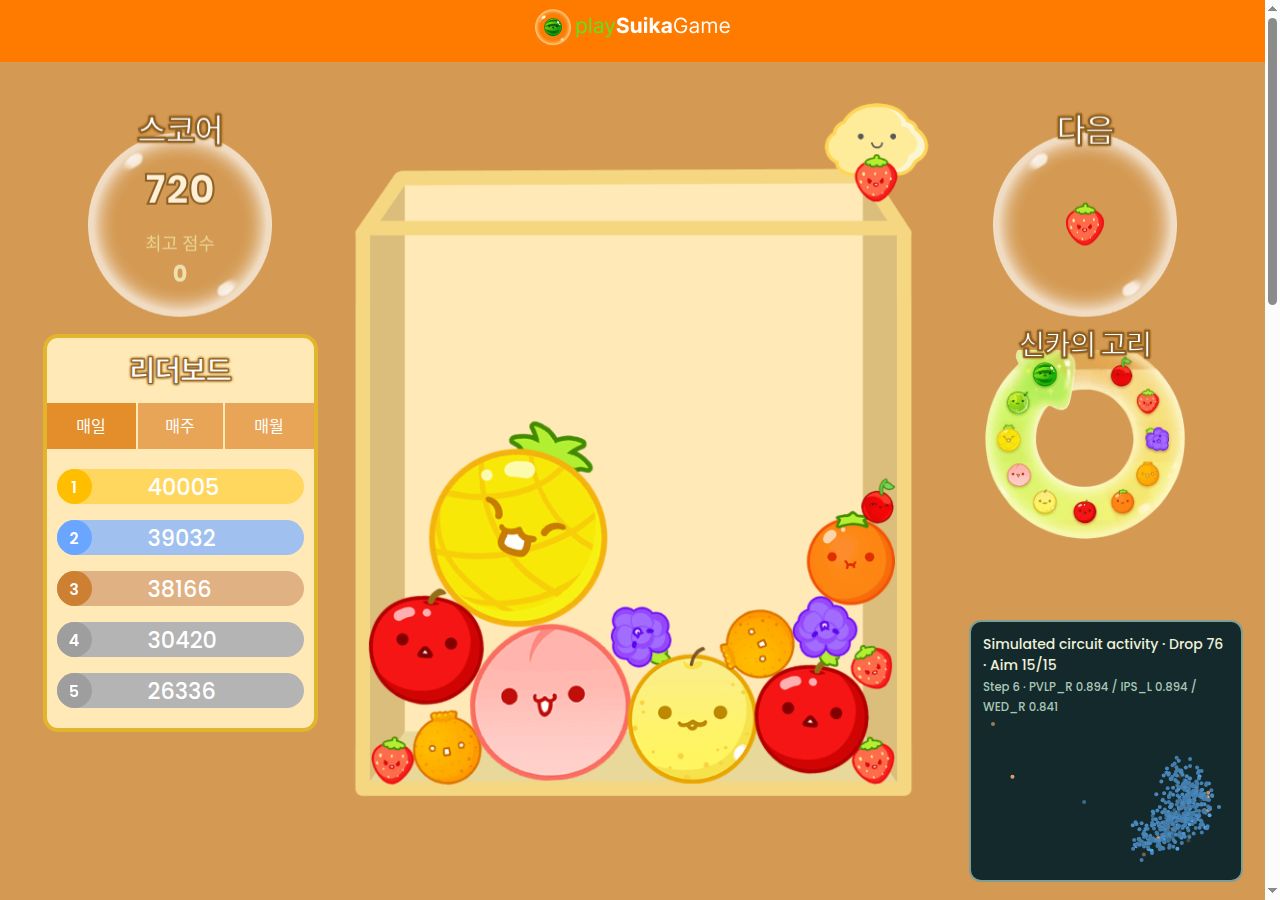 playSuikaGame
스코어
720
최고 점수
0
리더보드
매일 매주 매월
1 40005
2 39032
3 38166
4 30420
5 26336
다음
신카의 고리
Simulated circuit activity · Drop 76
· Aim 15/15
Step 6 · PVLP_R 0.894 / IPS_L 0.894 /
WED_R 0.841